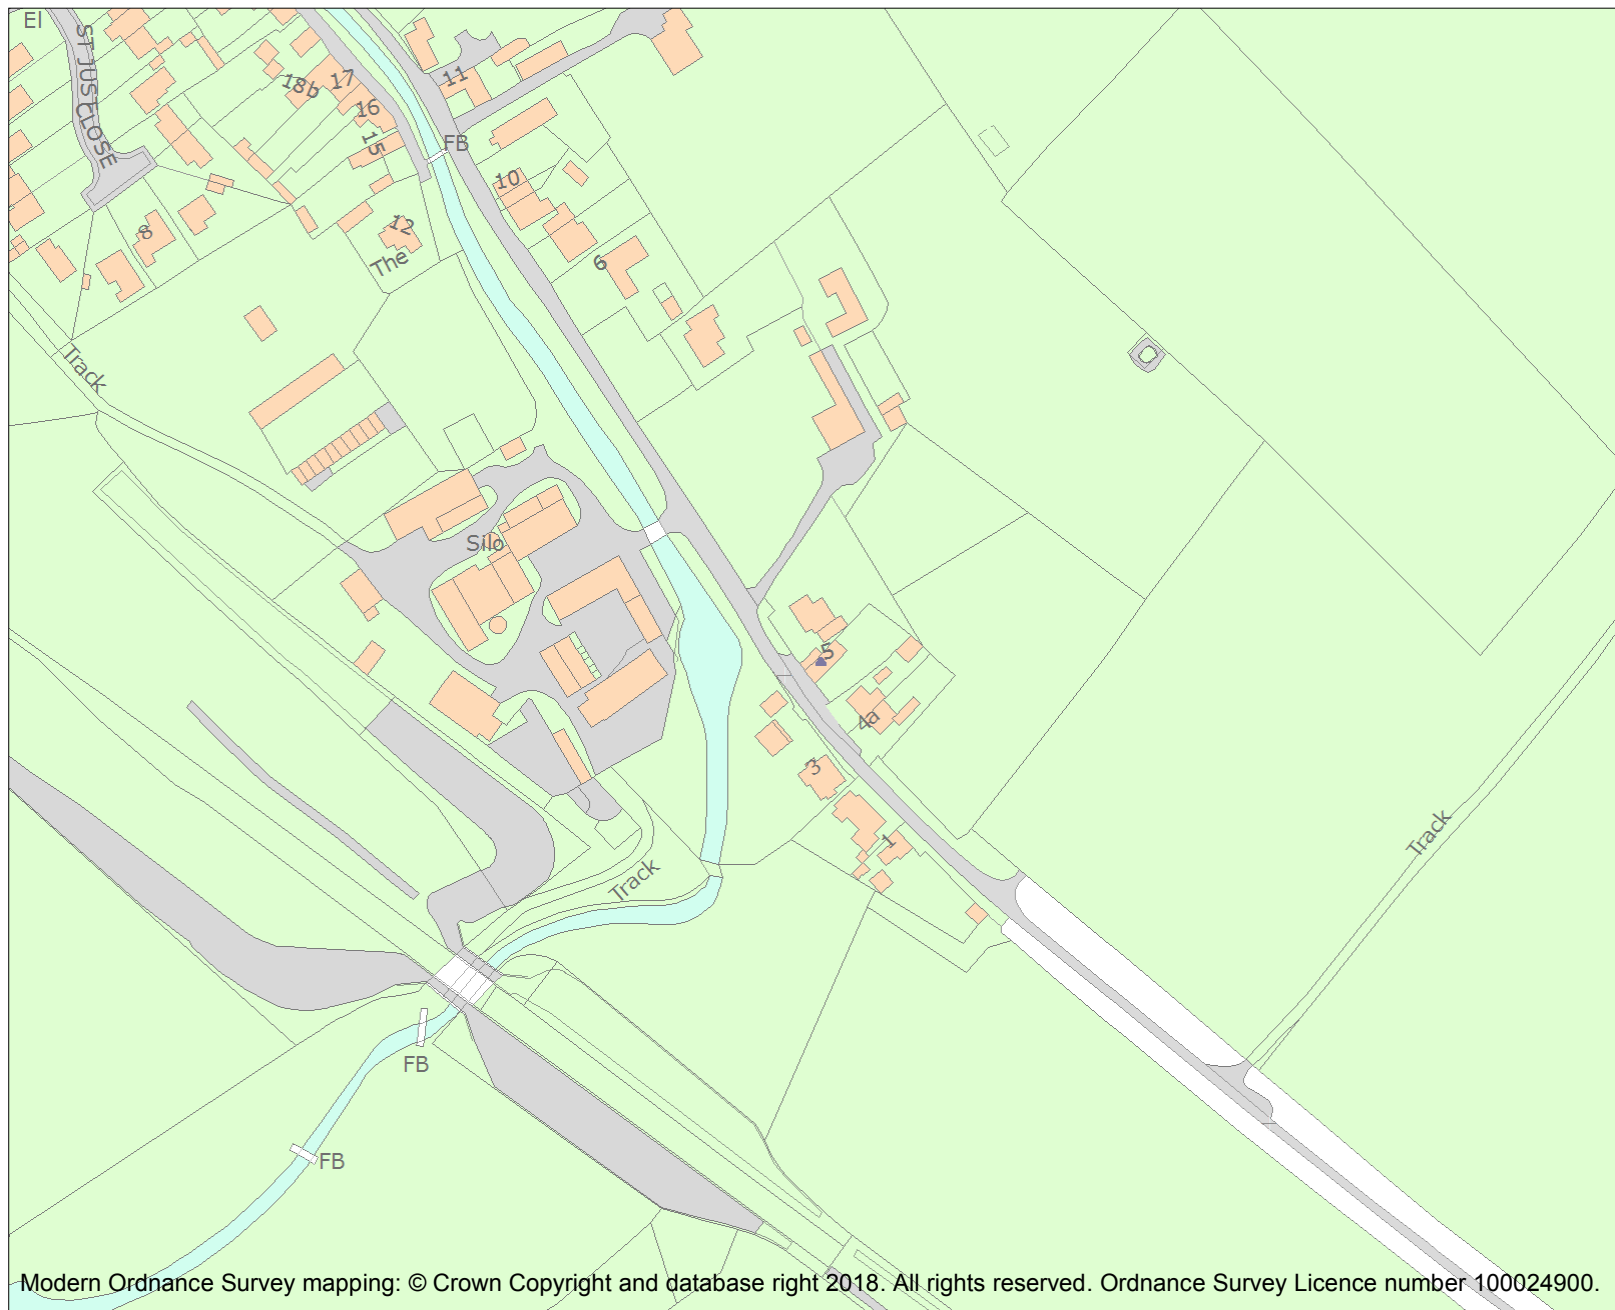 El
ST JUST CLOSE
11
17
18b
16
15
FB
10
12
8
The
6
Track
Silo
5
4a
3
1
Track
Track
FB
FB
Modern Ordnance Survey mapping: © Crown Copyright and database right 2018. All rights reserved. Ordnance Survey Licence number 100024900.